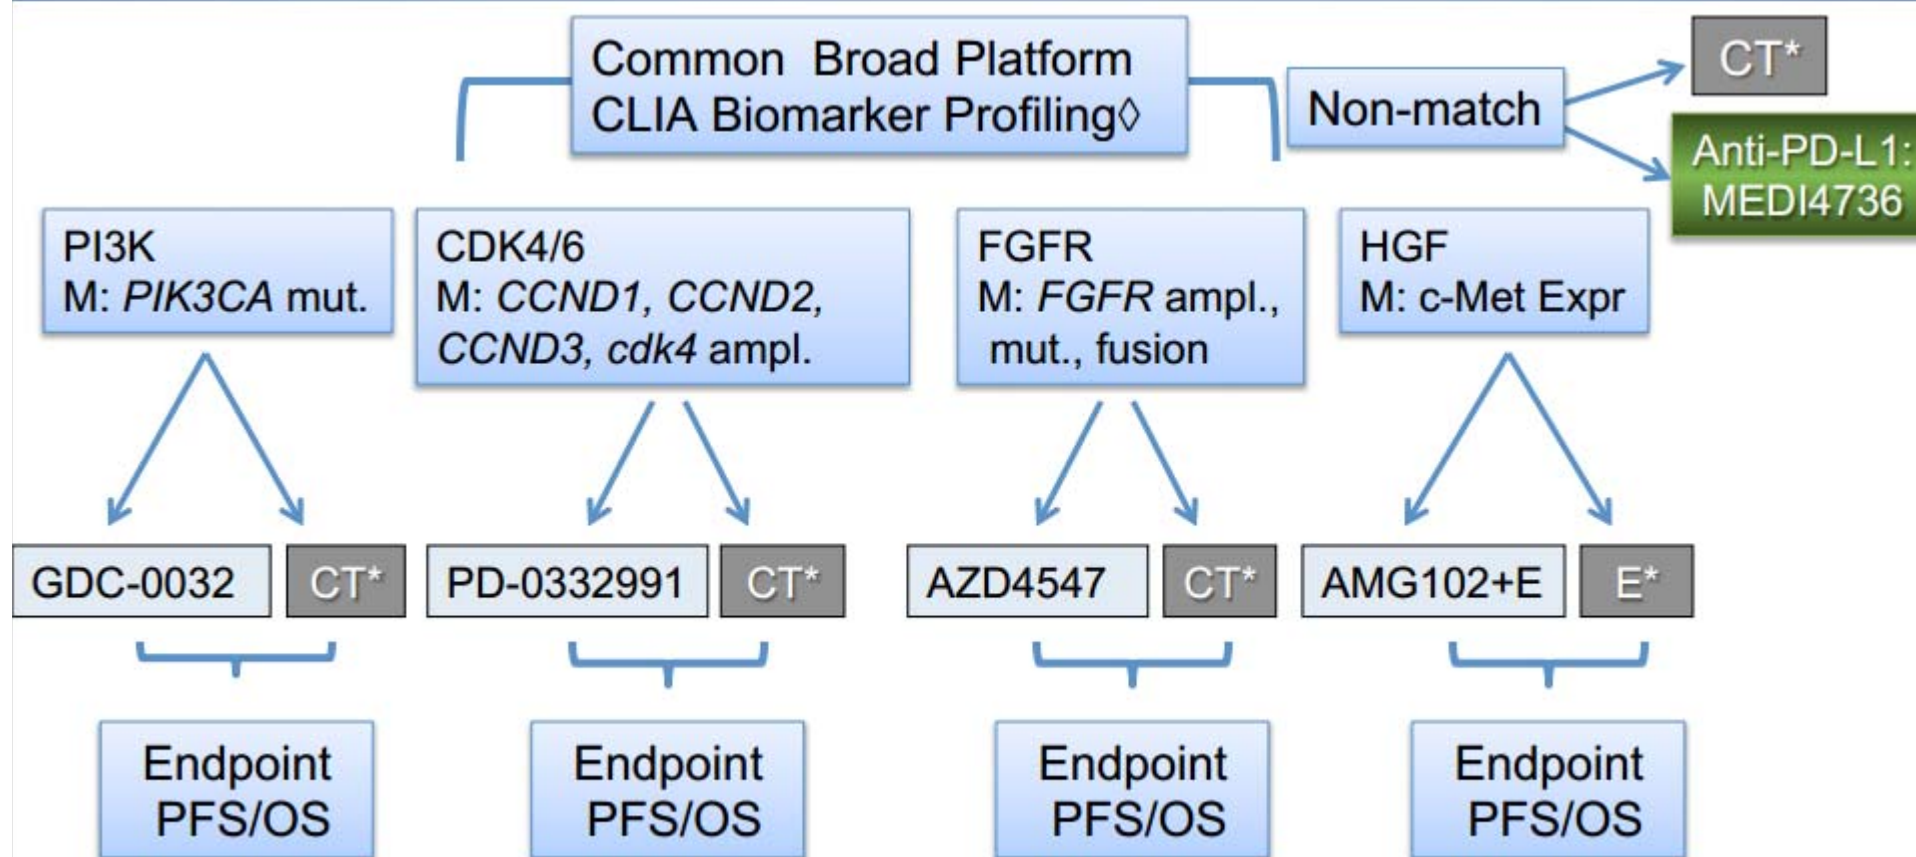 Common Broad Platform
CLIA Biomarker Profiling◊
Non-match
CT*
Anti-PD-L1:
MEDI4736
PI3K
M: PIK3CA mut.
CDK4/6
M: CCND1, CCND2,
CCND3, cdk4 ampl.
FGFR
M: FGFR ampl.,
mut., fusion
HGF
M: c-Met Expr
GDC-0032
CT*
PD-0332991
CT*
AZD4547
CT*
AMG102+E
E*
Endpoint
PFS/OS
Endpoint
PFS/OS
Endpoint
PFS/OS
Endpoint
PFS/OS